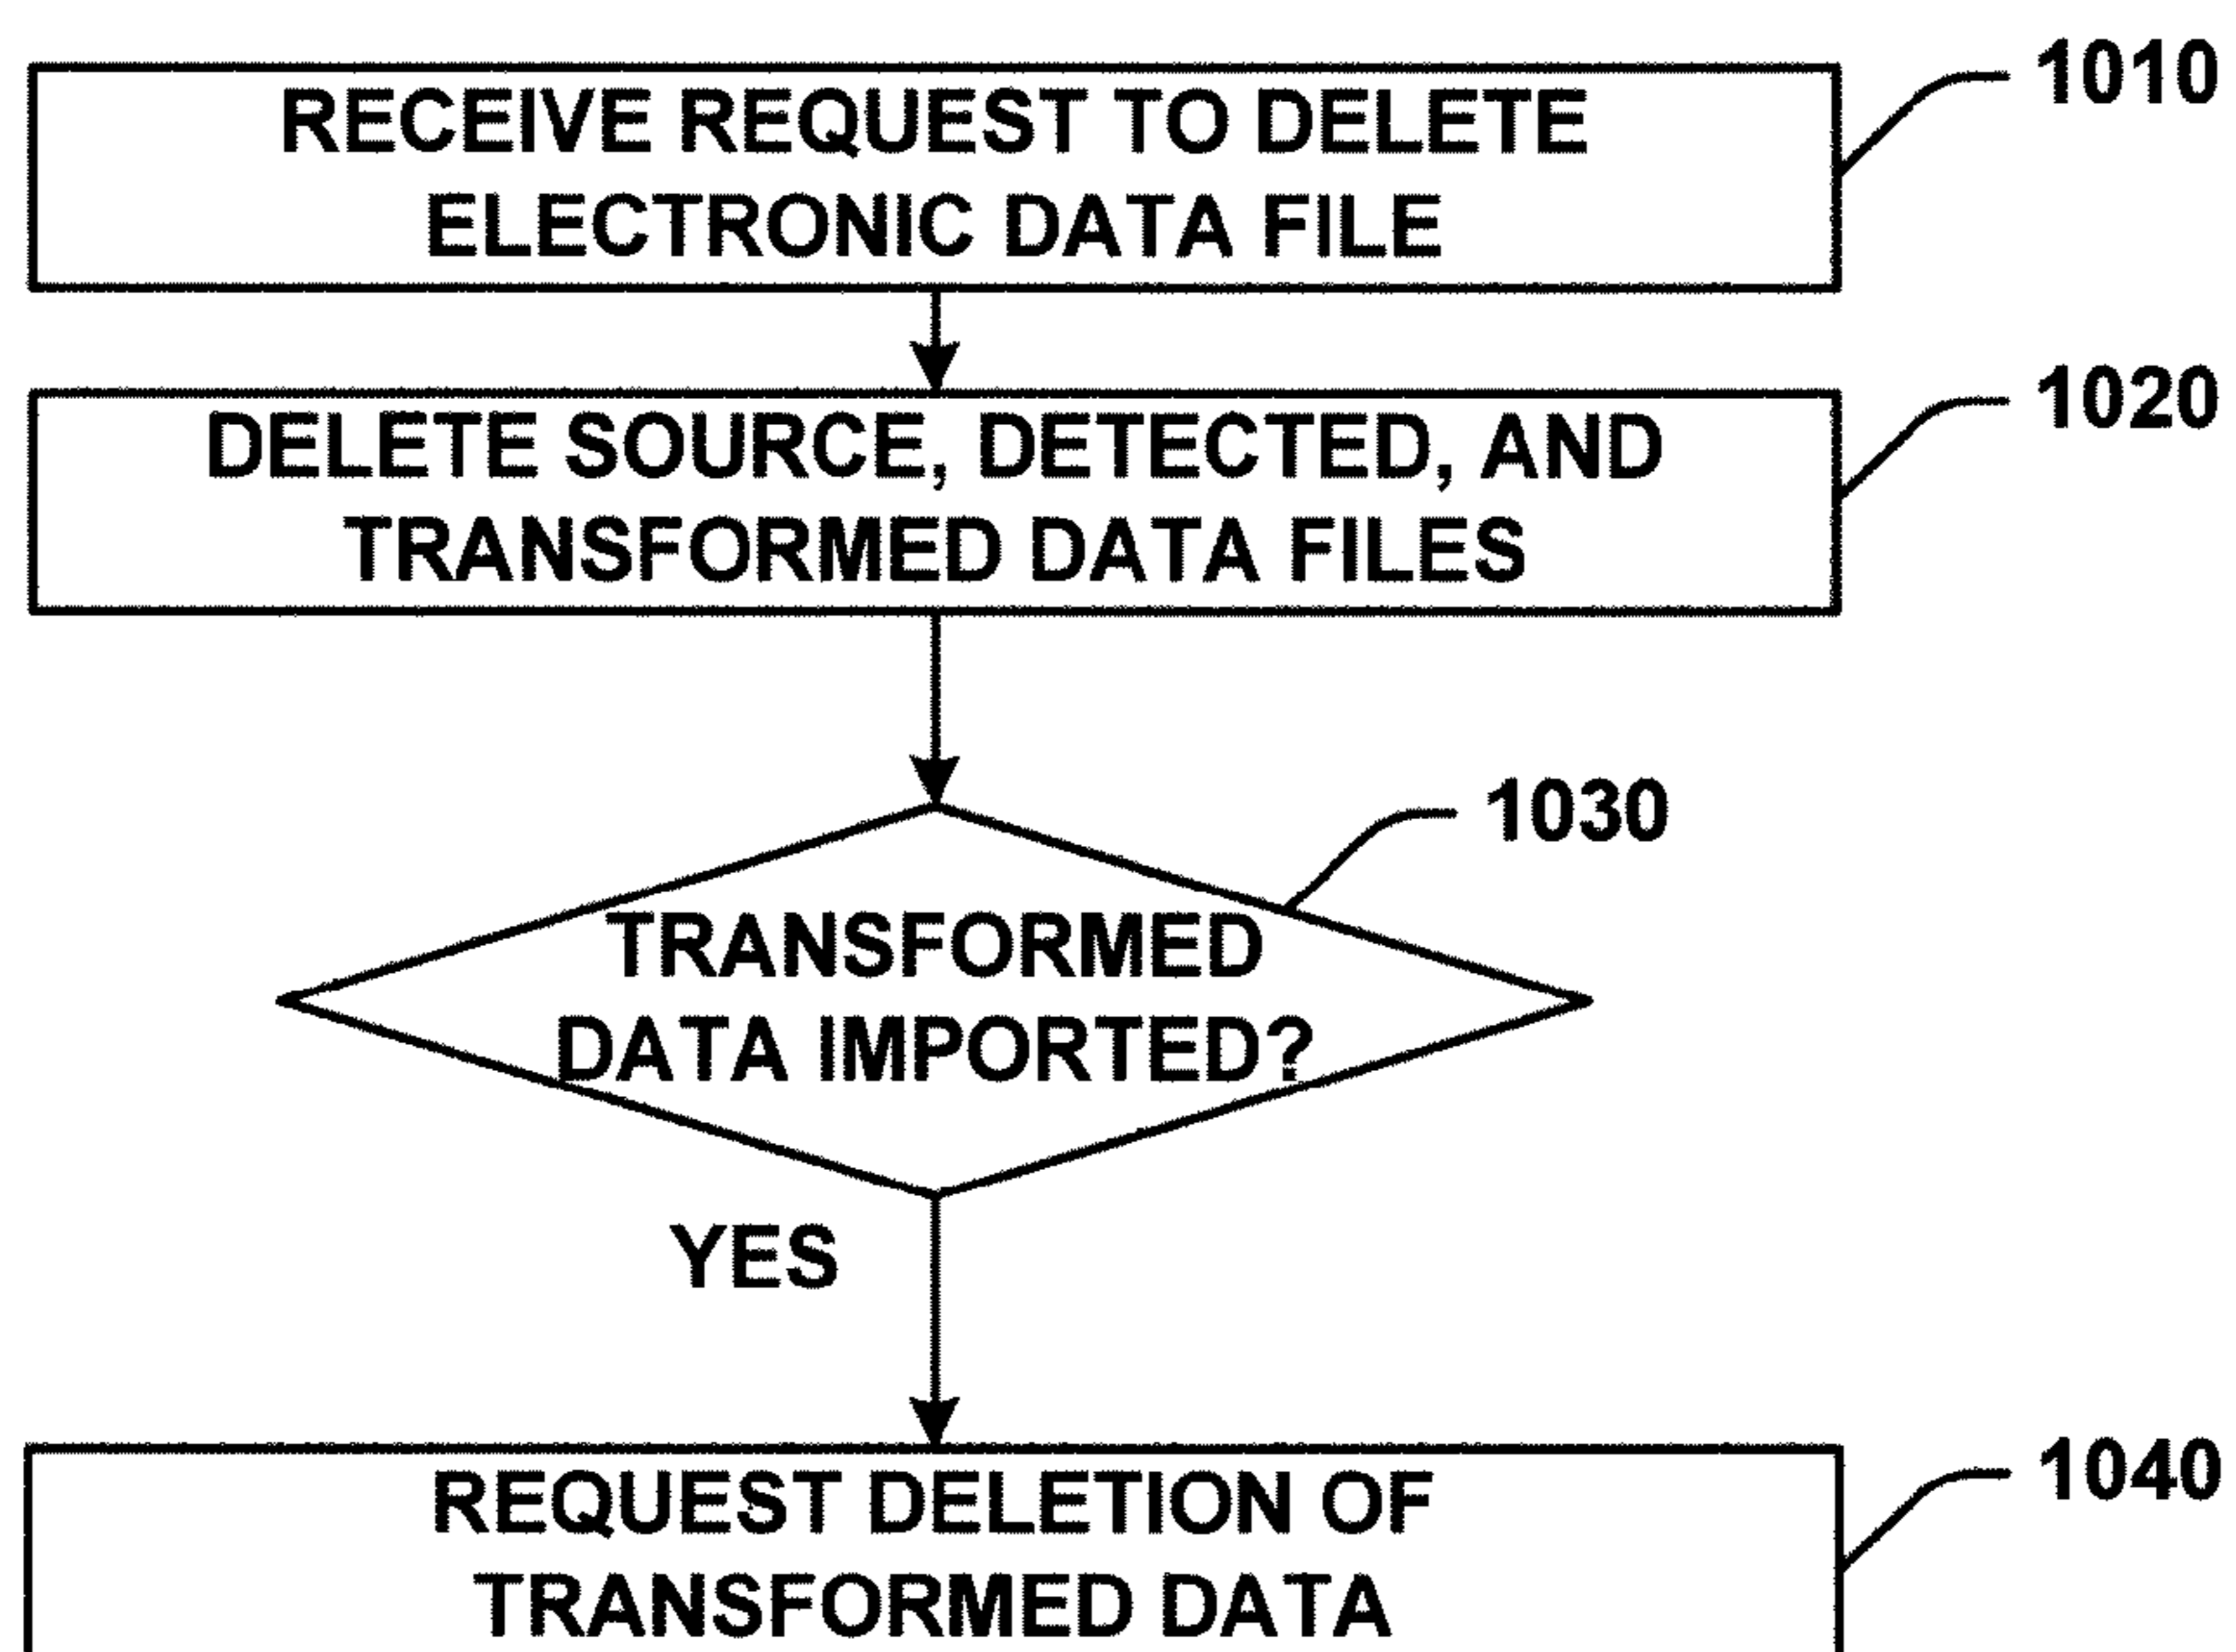 1010
RECEIVE REQUEST TO DELETE
ELECTRONIC DATA FILE
1020
DELETE SOURCE, DETECTED, AND
TRANSFORMED DATA FILES
1030
TRANSFORMED
DATA IMPORTED?
YES
1040
REQUEST DELETION OF
TRANSFORMED DATA